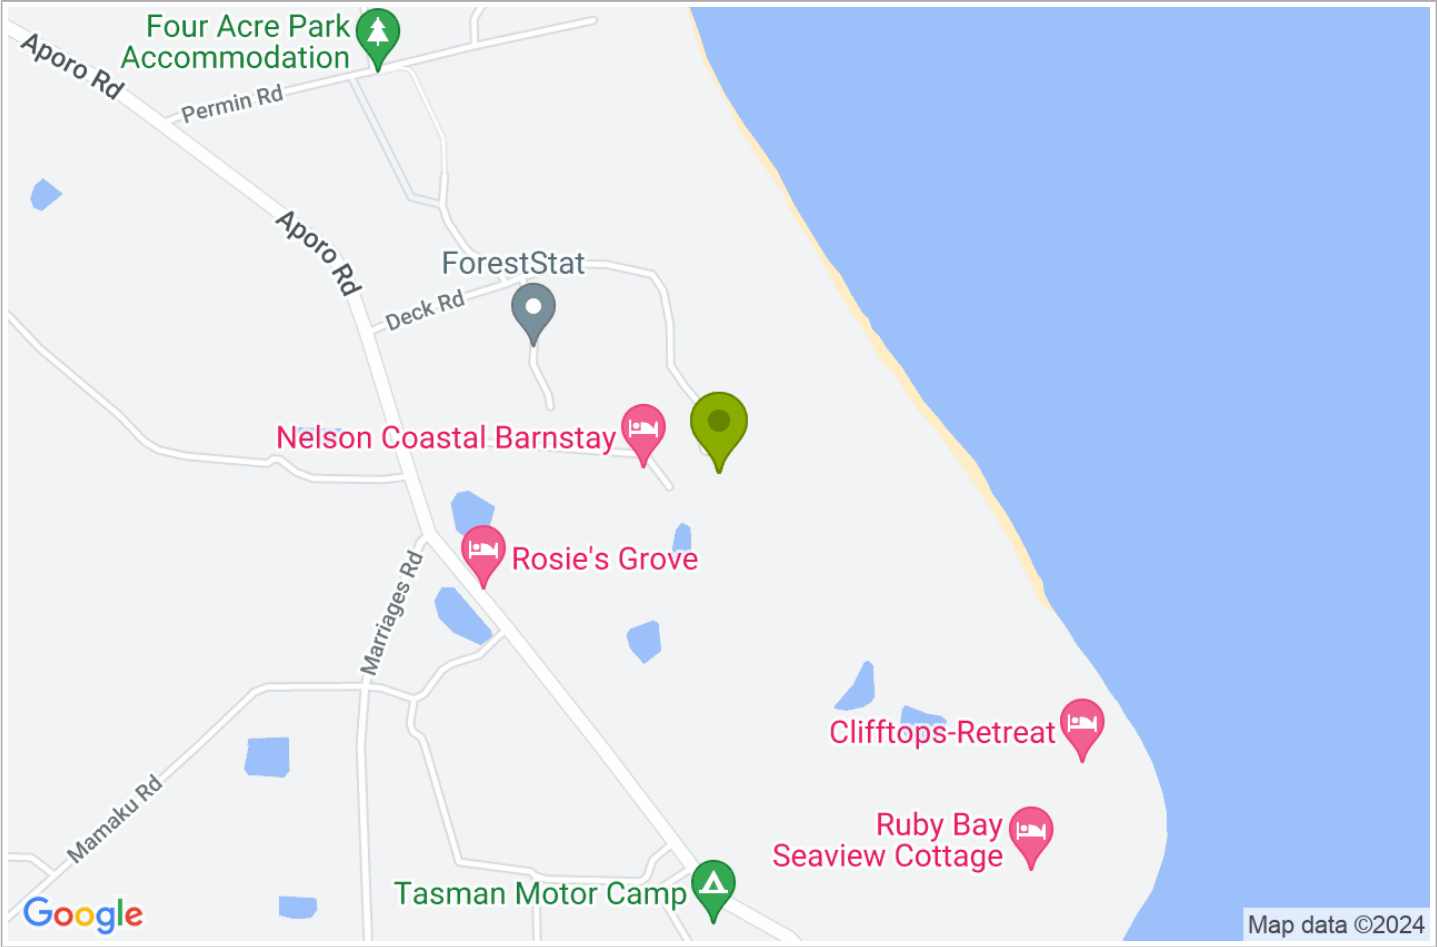 Four Acre Park
Accommodation
Aporo Rd
Permin Rd
Aporo Rd
ForestStat
Deck Rd
Nelson Coastal Barnstay
Rosie's Grove
Marriages Rd
Clifftops-Retreat
Mamaku Rd
Ruby Bay
Seaview Cottage
Tasman Motor Camp
Google
Map data ©2024